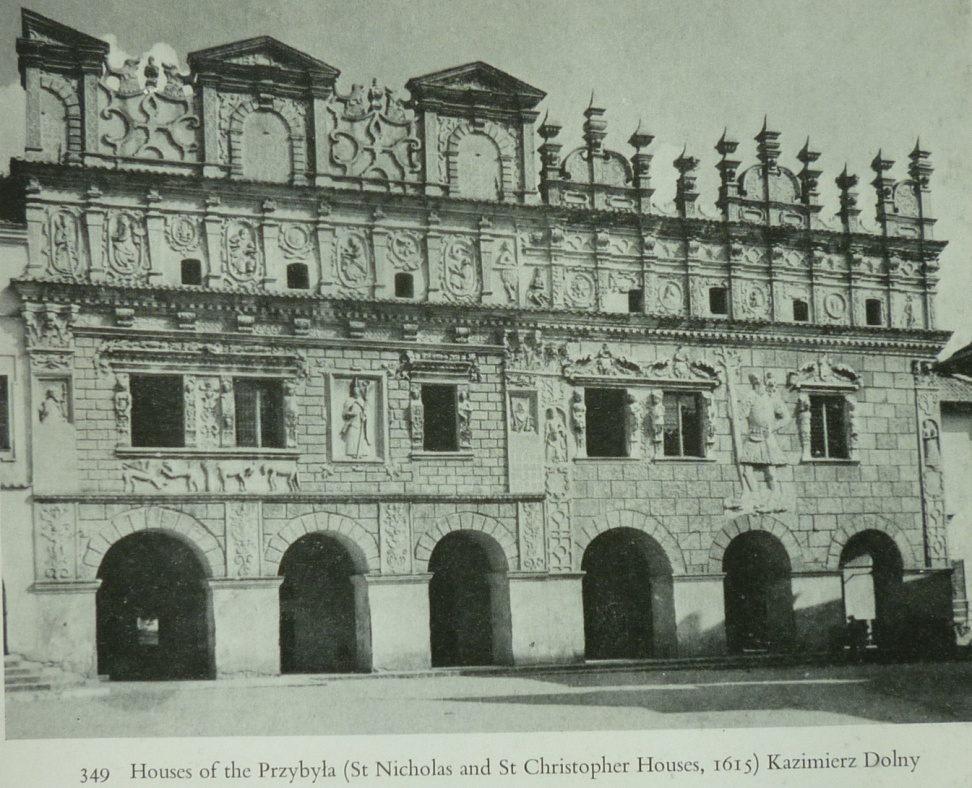 349 Houses of the Przybyła (St Nicholas and St Christopher Houses, 1615) Kazimierz Dolny